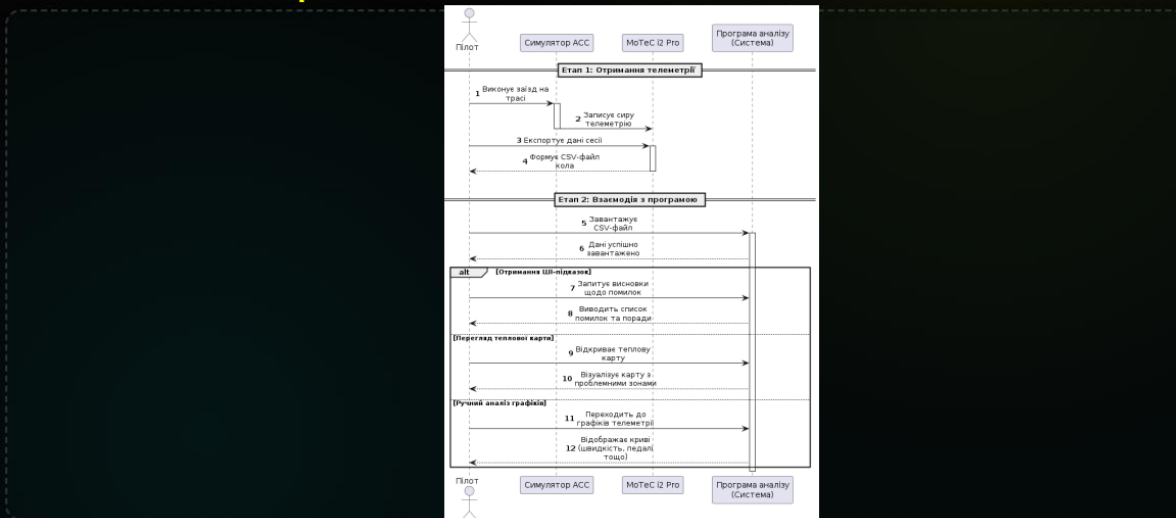 Пілот
Симулятор ACC
MoTeC i2 Pro
Програма аналізу
(Система)
Етап 1: Отримання телеметрії
1 Виконує заїзд на
трасі
2 Записує сиру
телеметрію
3 Експортує дані сесії
4 Формує CSV-файл
кола
Етап 2: Взаємодія з програмою
5 Завантажує
CSV-файл
6 Дані успішно
завантажено
alt [Отримання ШІ-підказок]
7 Запитує висновки
щодо помилок
8 Виводить список
помилок та поради
[Перегляд теплової карти]
9 Відкриває теплову
карту
10 Візуалізує карту з
проблемними зонами
[Ручний аналіз графіків]
11 Переходить до
графіків телеметрії
Відображає криві
12 (швидкість, педалі
тощо)
Пілот
Симулятор ACC
MoTeC i2 Pro
Програма аналізу
(Система)